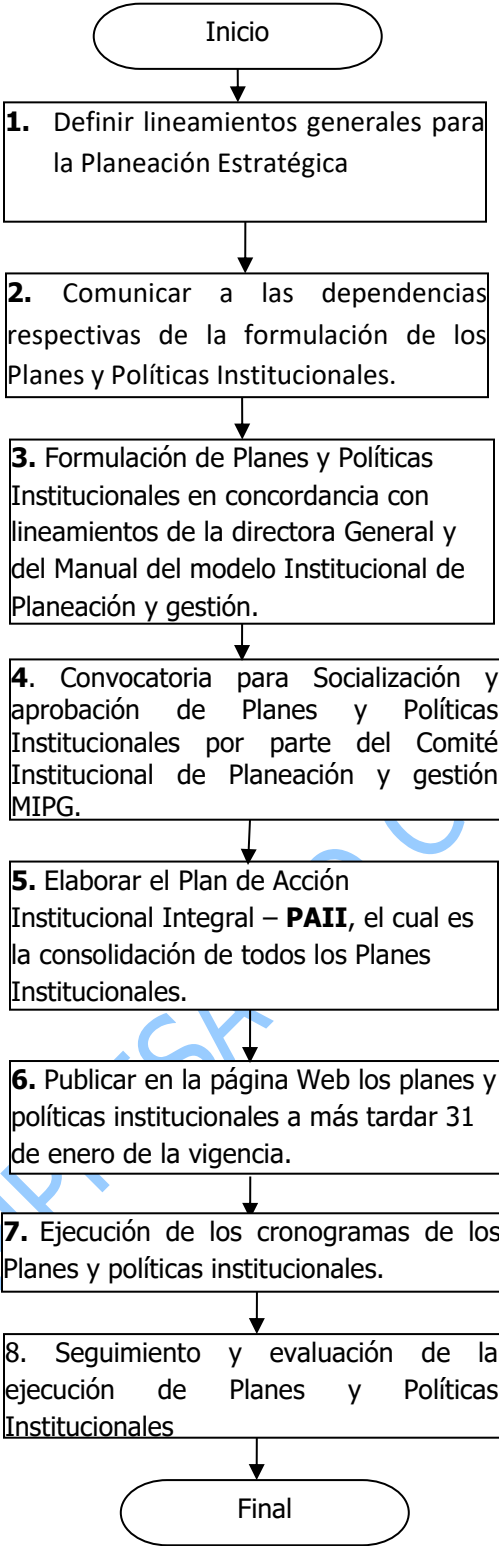 Inicio
1. Definir lineamientos generales para
la Planeación Estratégica
2. Comunicar a las dependencias
respectivas de la formulación de los
Planes y Políticas Institucionales.
3. Formulación de Planes y Políticas
Institucionales en concordancia con
lineamientos de la directora General y
del Manual del modelo Institucional de
Planeación y gestión.
4. Convocatoria para Socialización y
aprobación de Planes y Políticas
Institucionales por parte del Comité
Institucional de Planeación y gestión
MIPG.
5. Elaborar el Plan de Acción
Institucional Integral – PAII, el cual es
la consolidación de todos los Planes
Institucionales.
6. Publicar en la página Web los planes y
políticas institucionales a más tardar 31
de enero de la vigencia.
7. Ejecución de los cronogramas de los
Planes y políticas institucionales.
8. Seguimiento y evaluación de la
ejecución de Planes y Políticas
Institucionales
Final